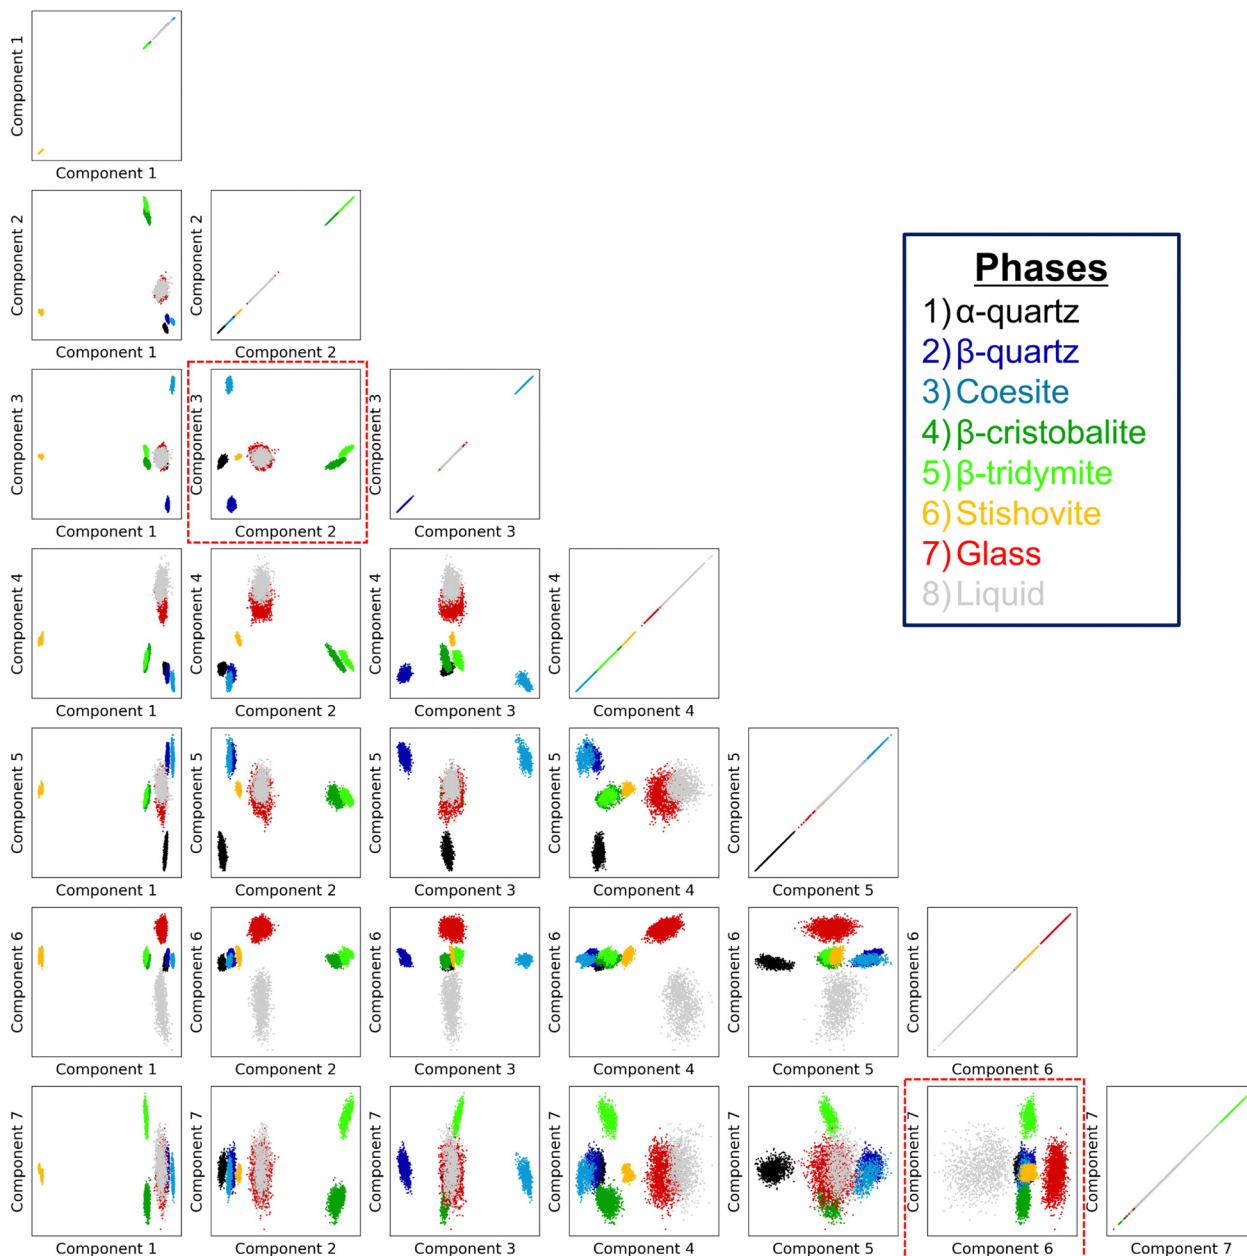 Component 1
Component 1
Component 2
Component 2
Component 1
Component 2
Phases
1) α-quartz
2) β-quartz
3) Coesite
4) β-cristobalite
5) β-tridymite
6) Stishovite
7) Glass
8) Liquid
Component 3
Component 3
Component 3
Component 1
Component 2
Component 3
Component 4
Component 4
Component 4
Component 4
Component 1
Component 2
Component 3
Component 4
Component 5
Component 5
Component 5
Component 5
Component 5
Component 1
Component 2
Component 3
Component 4
Component 5
Component 6
Component 6
Component 6
Component 6
Component 6
Component 6
Component 1
Component 2
Component 3
Component 4
Component 5
Component 6
Component 7
Component 7
Component 7
Component 7
Component 7
Component 7
Component 7
Component 1
Component 2
Component 3
Component 4
Component 5
Component 6
Component 7